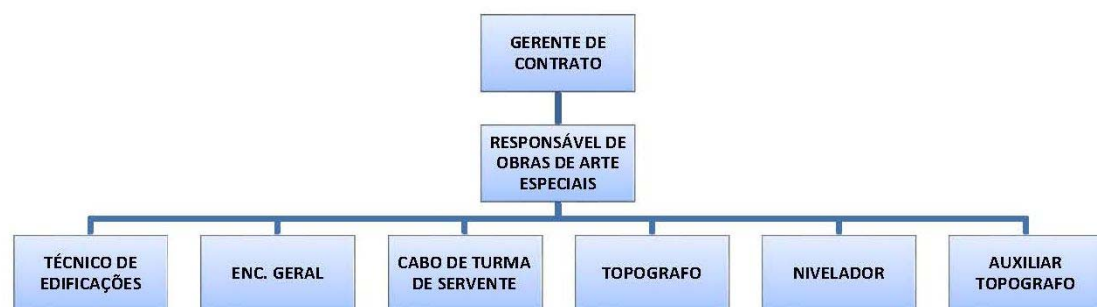 GERENTE DE
CONTRATO
RESPONSÁVEL DE
OBRAS DE ARTE
ESPECIAIS
TÉCNICO DE
EDIFICAÇÕES
ENC. GERAL
CABO DE TURMA
DE SERVENTE
TOPOGRAFO
NIVELADOR
AUXILIAR
TOPOGRAFO